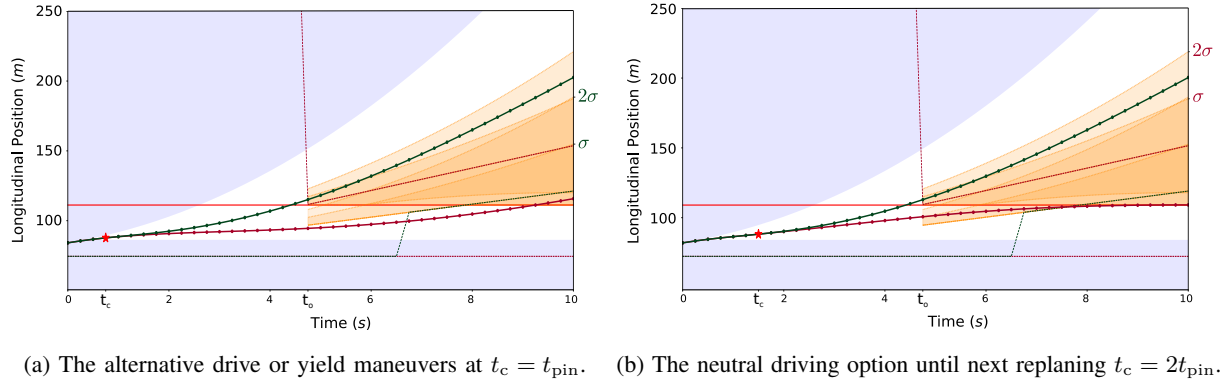 250
200
150
100
0
2
4
6
8
10
t_c
t_o
Time (s)
Longitudinal Position (m)
2σ
σ
250
200
150
100
0
2
4
6
8
10
t_c
t_o
Time (s)
Longitudinal Position (m)
2σ
σ
(a) The alternative drive or yield maneuvers at t_c = t_pin.
(b) The neutral driving option until next replaning t_c = 2t_pin.